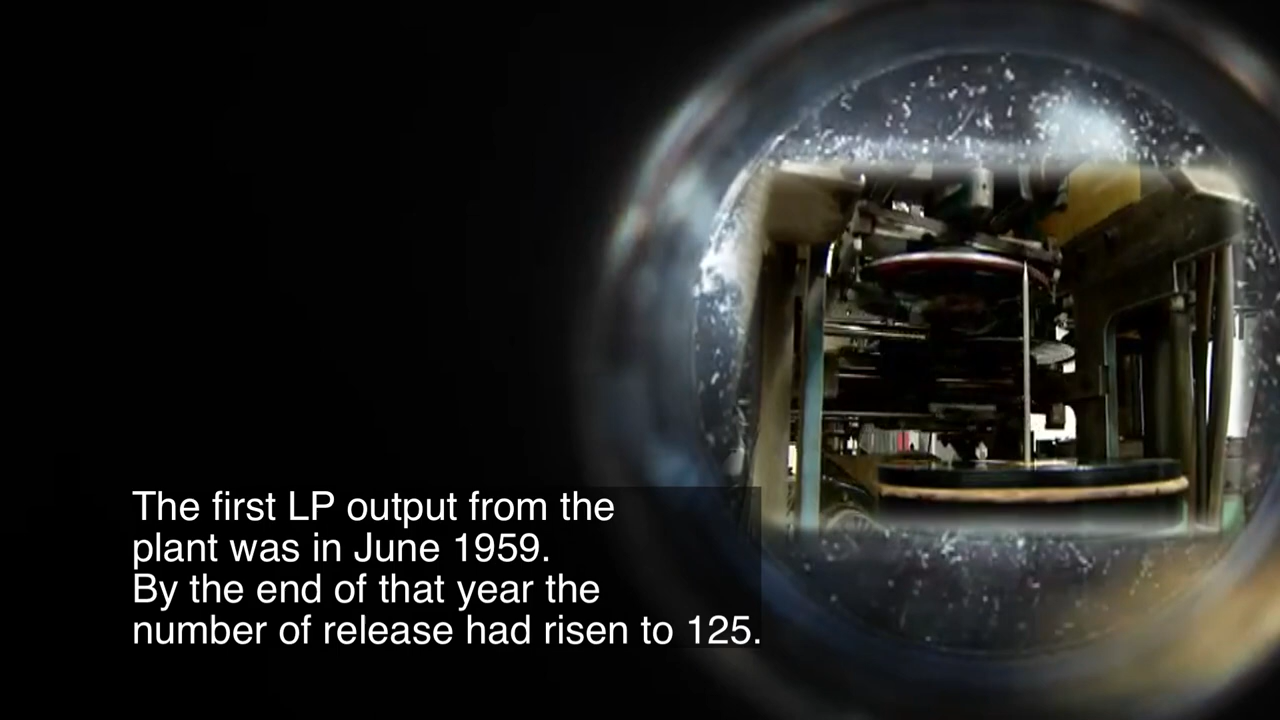 The first LP output from the
plant was in June 1959.
By the end of that year the
number of release had risen to 125.